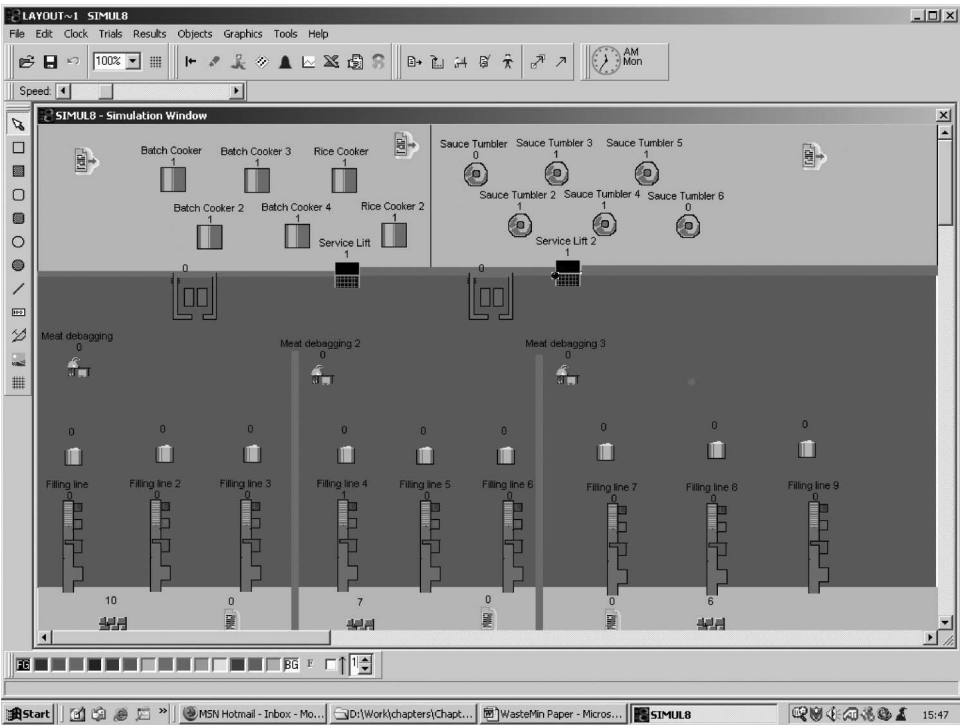 LAYOUT~1 SIMUL8
File Edit Clock Trials Results Objects Graphics Tools Help
100%
AM
Mon
Speed:
SIMUL8 - Simulation Window
Batch Cooker
1
Batch Cooker 3
1
Rice Cooker
1
Sauce Tumbler
0
Sauce Tumbler 3
1
Sauce Tumbler 5
1
Batch Cooker 2
1
Batch Cooker 4
1
Rice Cooker 2
1
Sauce Tumbler 2
1
Sauce Tumbler 4
1
Sauce Tumbler 6
0
Service Lift
1
Service Lift 2
1
0
0
Meat debagging
0
Meat debagging 2
0
Meat debagging 3
0
0 0 0 0 0 0 0 0 0
Filling line
0
Filling line 2
0
Filling line 3
0
Filling line 4
1
Filling line 5
0
Filling line 6
0
Filling line 7
0
Filling line 8
0
Filling line 9
0
10 0 7 0 0 6
FG BG F 1
Start » MSN Hotmail - Inbox - Mo... D:\Work\chapters\Chapt... WasteMin Paper - Micros... SIMUL8 15:47